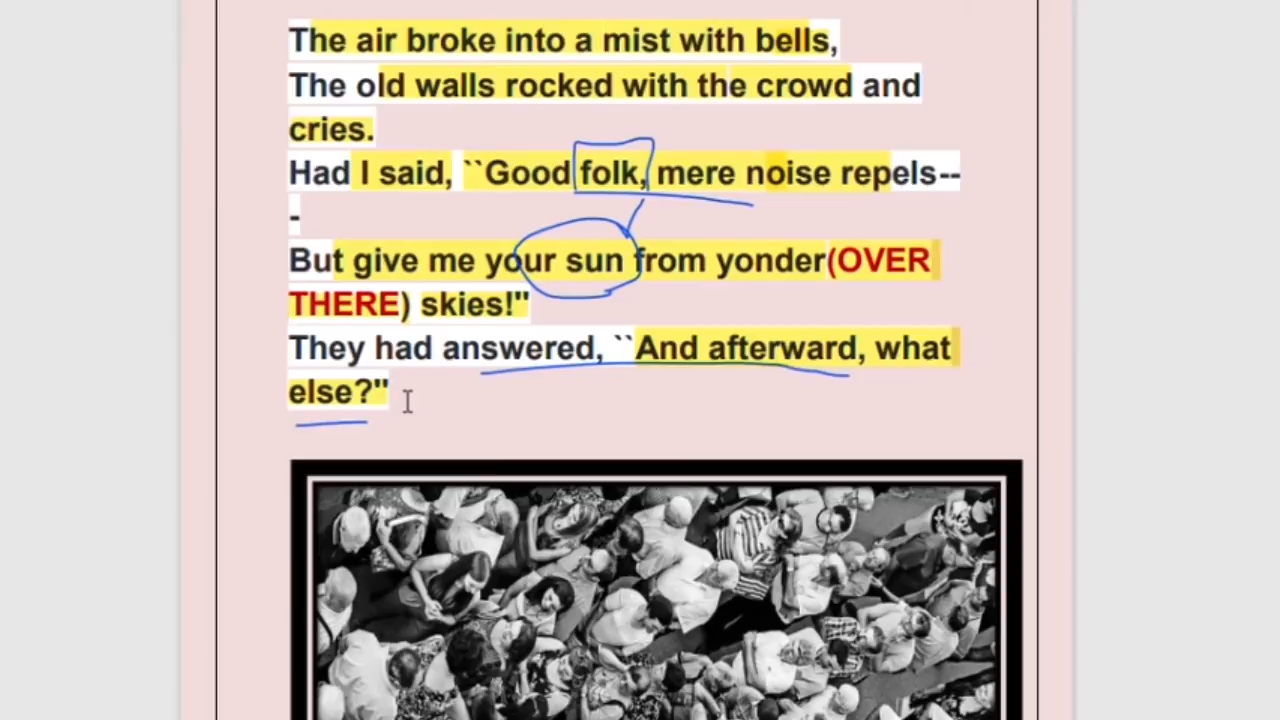 The air broke into a mist with bells,
The old walls rocked with the crowd and
cries.
Had I said, ``Good folk, mere noise repels--
-
But give me your sun from yonder(OVER
THERE) skies!"
They had answered, ``And afterward, what
else?"